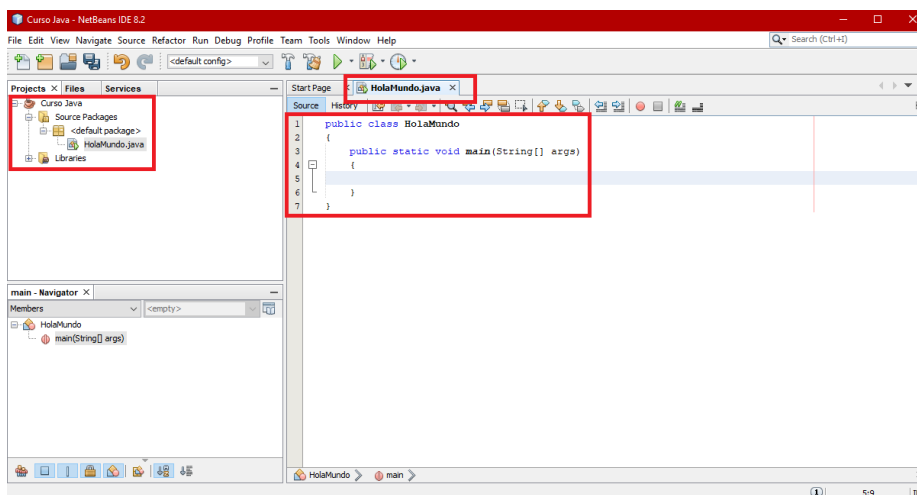 Curso Java - NetBeans IDE 8.2
File Edit View Navigate Source Refactor Run Debug Profile Team Tools Window Help
Search (Ctrl+I)
<default config>
Projects Files Services
Curso Java
Source Packages
<default package>
HolaMundo.java
Libraries
Start Page HolaMundo.java
Source History
1 public class HolaMundo
2 {
3 public static void main(String[] args)
4 {
5
6 }
7 }
main - Navigator
Members <empty>
HolaMundo
main(String[] args)
HolaMundo main
1 5:9